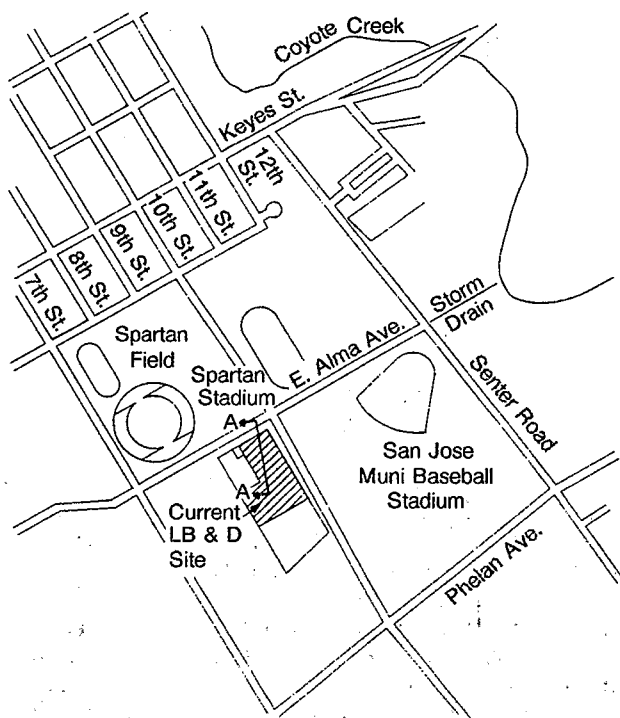 Coyote Creek
Keyes St.
12th
St.
11th St.
10th St.
9th St.
8th St.
7th St.
Storm
Drain
Spartan
Field
E. Alma Ave.
Spartan
Stadium
A
Senter Road
San Jose
Muni Baseball
Stadium
A
Current
LB & D
Site
Phelan Ave.